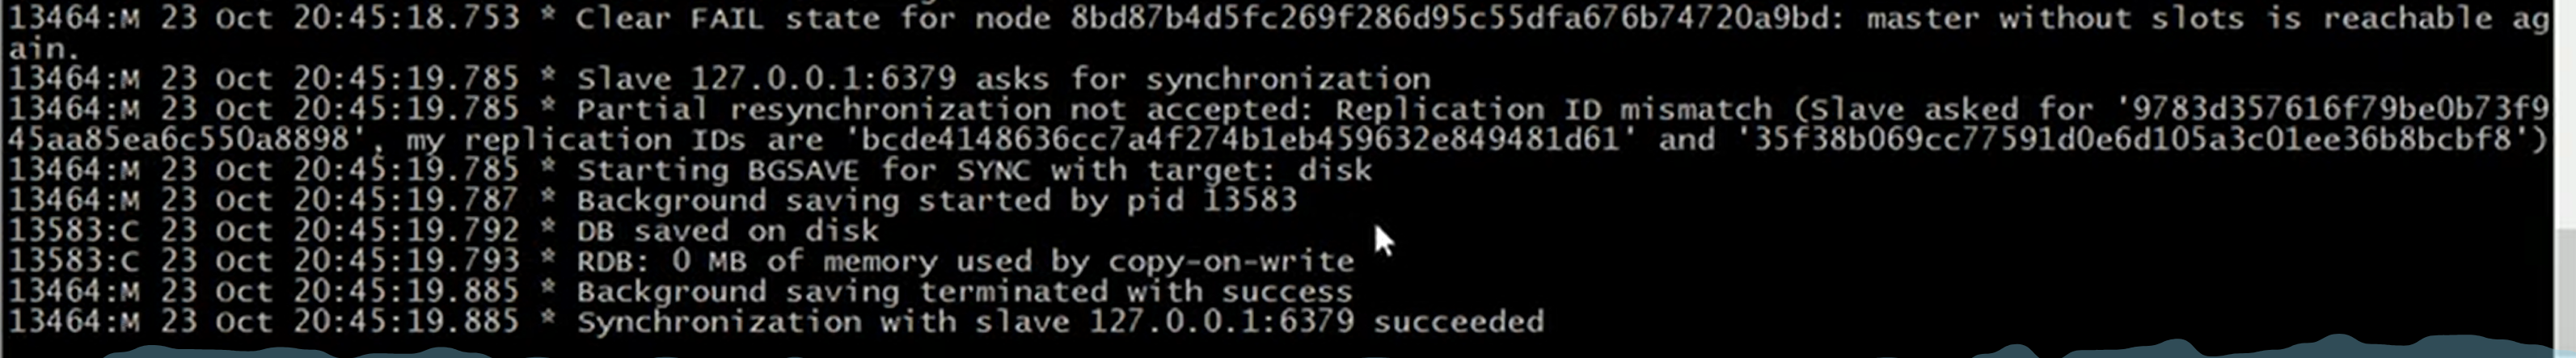 13464:M 23 Oct 20:45:18.753 * Clear FAIL state for node 8bd87b4d5fc269f286d95c55dfa676b74720a9bd: master without slots is reachable ag
ain.
13464:M 23 Oct 20:45:19.785 * Slave 127.0.0.1:6379 asks for synchronization
13464:M 23 Oct 20:45:19.785 * Partial resynchronization not accepted: Replication ID mismatch (Slave asked for '9783d357616f79be0b73f9
45aa85ea6c550a8898', my replication IDs are 'bcde4148636cc7a4f274b1eb459632e849481d61' and '35f38b069cc77591d0e6d105a3c01ee36b8bcbf8')
13464:M 23 Oct 20:45:19.785 * Starting BGSAVE for SYNC with target: disk
13464:M 23 Oct 20:45:19.787 * Background saving started by pid 13583
13583:C 23 Oct 20:45:19.792 * DB saved on disk
13583:C 23 Oct 20:45:19.793 * RDB: 0 MB of memory used by copy-on-write
13464:M 23 Oct 20:45:19.885 * Background saving terminated with success
13464:M 23 Oct 20:45:19.885 * Synchronization with slave 127.0.0.1:6379 succeeded